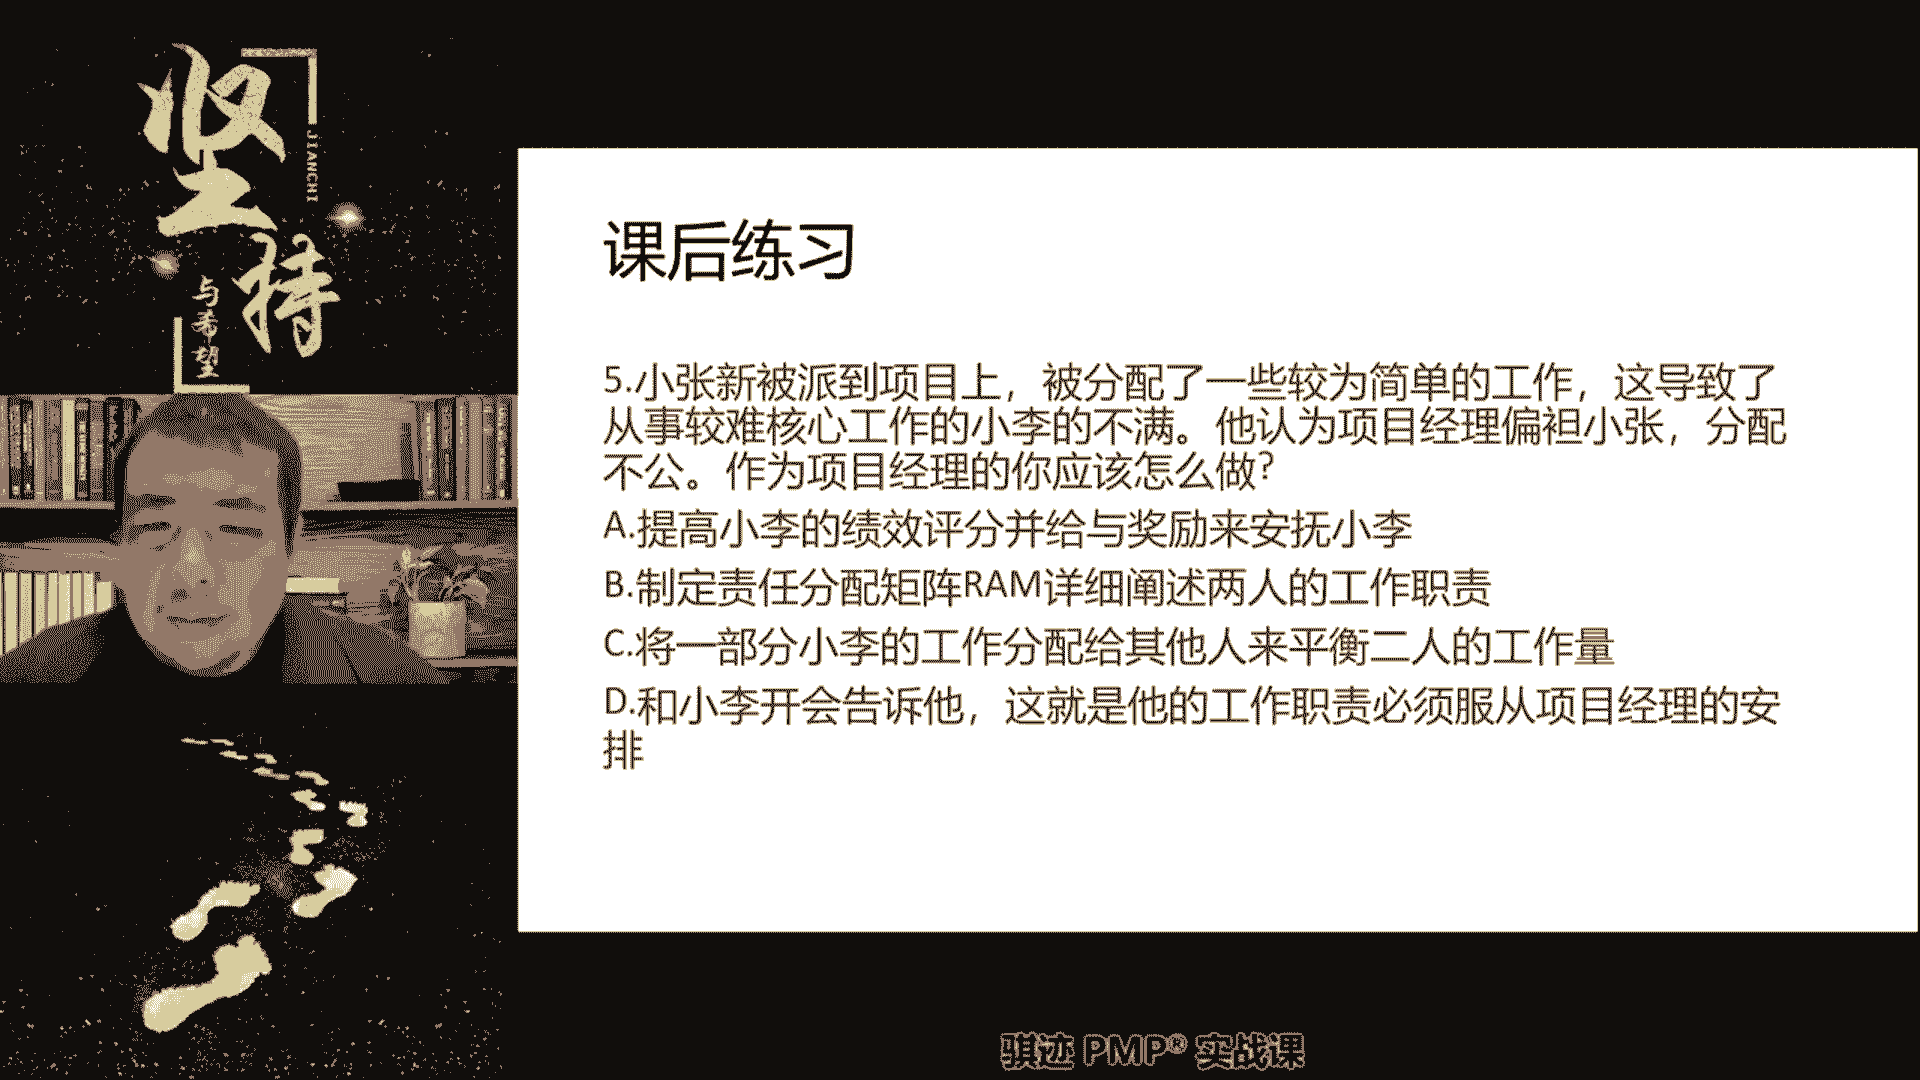 坚持
JIANCHI
与希望
课后练习
5.小张新被派到项目上，被分配了一些较为简单的工作，这导致了
从事较难核心工作的小李的不满。他认为项目经理偏袒小张，分配
不公。作为项目经理的你应该怎么做?
A.提高小李的绩效评分并给与奖励来安抚小李
B.制定责任分配矩阵RAM详细阐述两人的工作职责
C.将一部分小李的工作分配给其他人来平衡二人的工作量
D.和小李开会告诉他，这就是他的工作职责必须服从项目经理的安
排
骐迹 PMP® 实战课